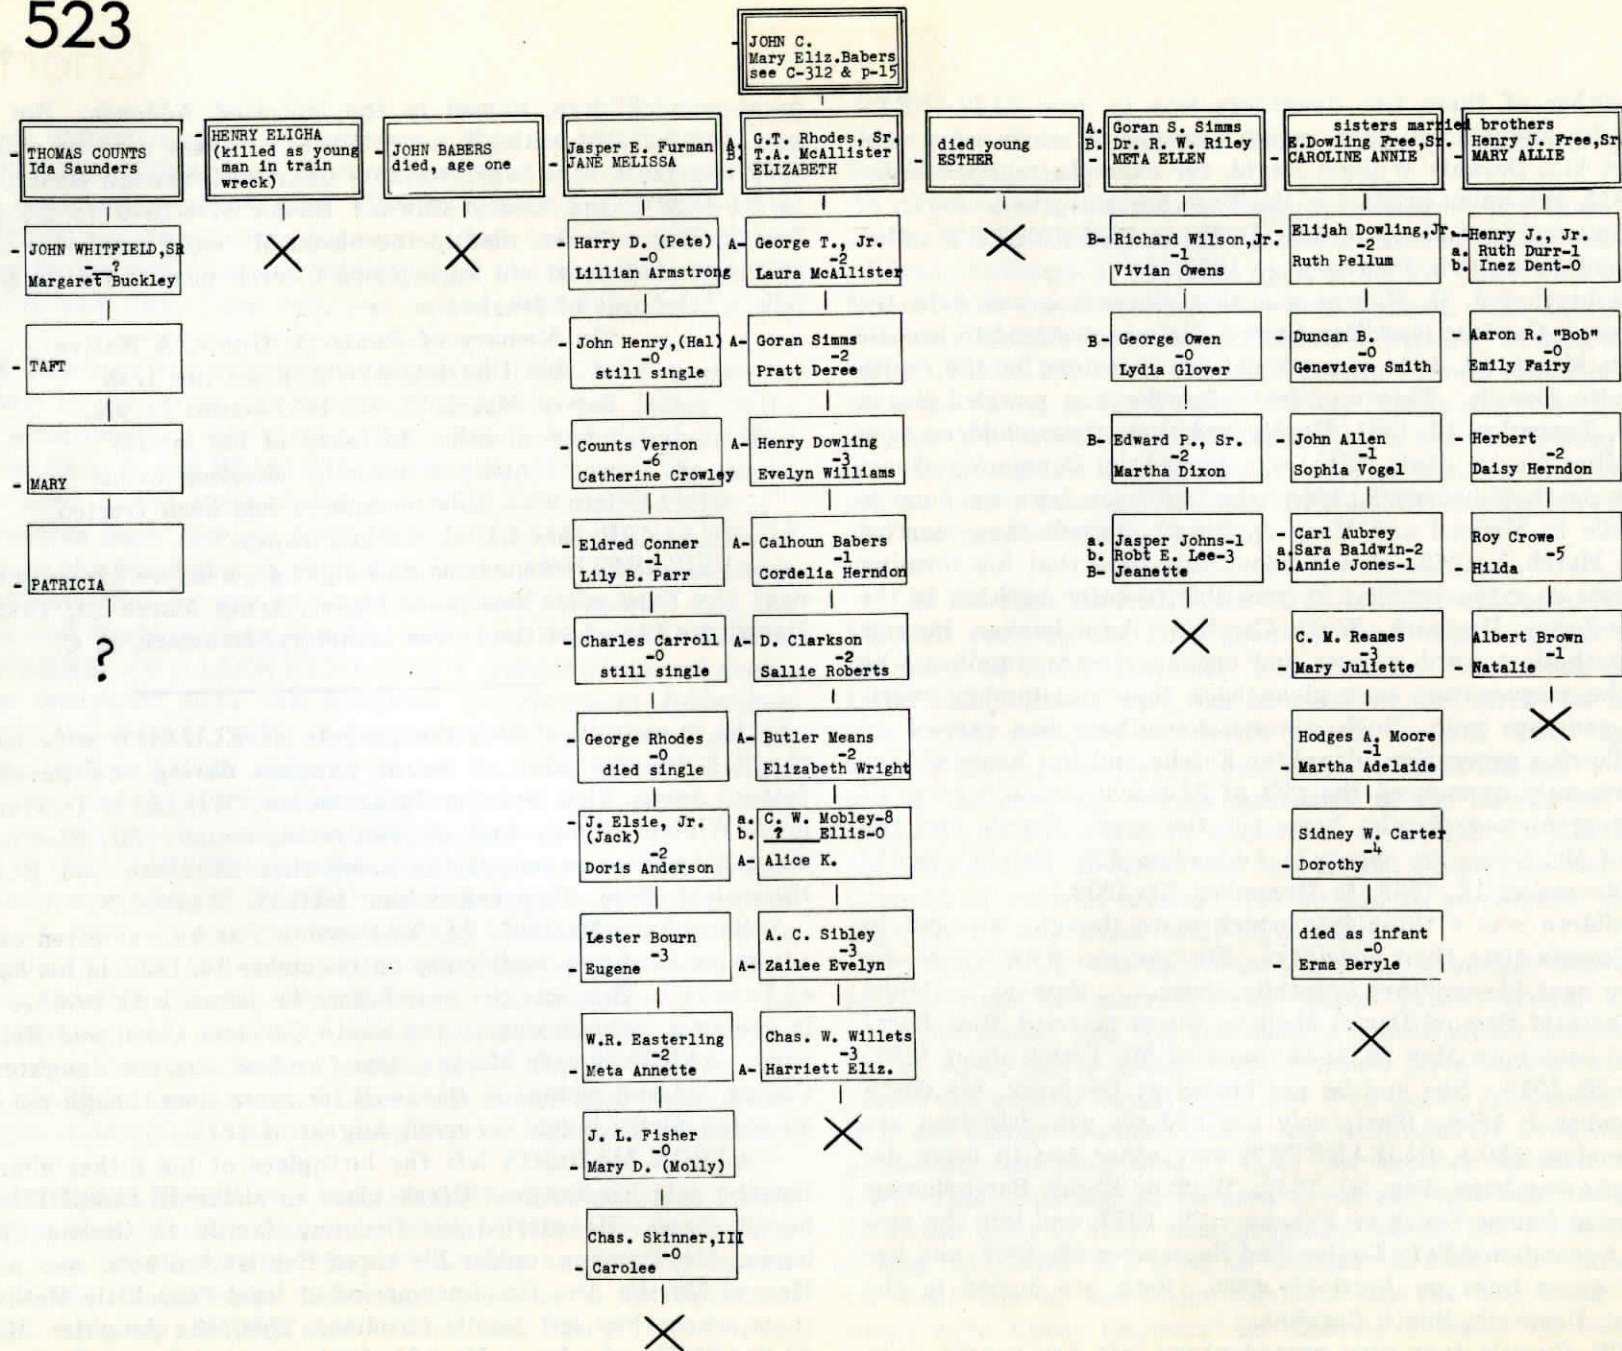 523
JOHN C.
Mary Eliz.Babers
see C-312 & p-15
- THOMAS COUNTS
Ida Saunders
- HENRY ELIGHA
(killed as young
man in train
wreck)
- JOHN BABERS
died, age one
Jasper E. Furman
- JANE MELISSA
A. G.T. Rhodes, Sr.
B. T.A. McAllister
- ELIZABETH
died young
- ESTHER
A. Goran S. Simms
B. Dr. R. W. Riley
- META ELLEN
sisters married brothers
E.Dowling Free,Sr.
- CAROLINE ANNIE
Henry J. Free,Sr.
- MARY ALLIE
- JOHN WHITFIELD,SR
- ?
Margaret Buckley
- TAFT
- MARY
- PATRICIA
?
- Harry D. (Pete)
-0
Lillian Armstrong
- John Henry,(Hal)
-0
still single
- Counts Vernon
-6
Catherine Crowley
- Eldred Conner
-1
Lily B. Parr
- Charles Carroll
-0
still single
- George Rhodes
-0
died single
- J. Elsie, Jr.
(Jack)
-2
Doris Anderson
Lester Bourn
-3
- Eugene
W.R. Easterling
-2
- Meta Annette
J. L. Fisher
-0
- Mary D. (Molly)
Chas. Skinner,III
-0
- Carolee
A- George T., Jr.
-2
Laura McAllister
A- Goran Simms
-2
Pratt Deree
A- Henry Dowling
-3
Evelyn Williams
A- Calhoun Babers
-1
Cordelia Herndon
A- D. Clarkson
-2
Sallie Roberts
A- Butler Means
-2
Elizabeth Wright
a. C. W. Mobley-8
b. ? Ellis-0
A- Alice K.
A. C. Sibley
-3
A- Zailee Evelyn
Chas. W. Willets
-3
A- Harriett Eliz.
B- Richard Wilson,Jr.
-1
Vivian Owens
B- George Owen
-0
Lydia Glover
B- Edward P., Sr.
-2
Martha Dixon
a. Jasper Johns-1
b. Robt E. Lee-3
B- Jeanette
- Elijah Dowling,Jr.
-2
Ruth Pellum
- Duncan B.
-0
Genevieve Smith
- John Allen
-1
Sophia Vogel
- Carl Aubrey
a.Sara Baldwin-2
b.Annie Jones-1
C. M. Reames
-3
- Mary Juliette
Hodges A. Moore
-1
- Martha Adelaide
Sidney W. Carter
-4
- Dorothy
died as infant
-0
- Erma Beryle
- Henry J., Jr.
a. Ruth Durr-1
b. Inez Dent-0
- Aaron R. "Bob"
-0
Emily Fairy
- Herbert
-2
Daisy Herndon
Roy Crowe
-5
- Hilda
Albert Brown
-1
- Natalie